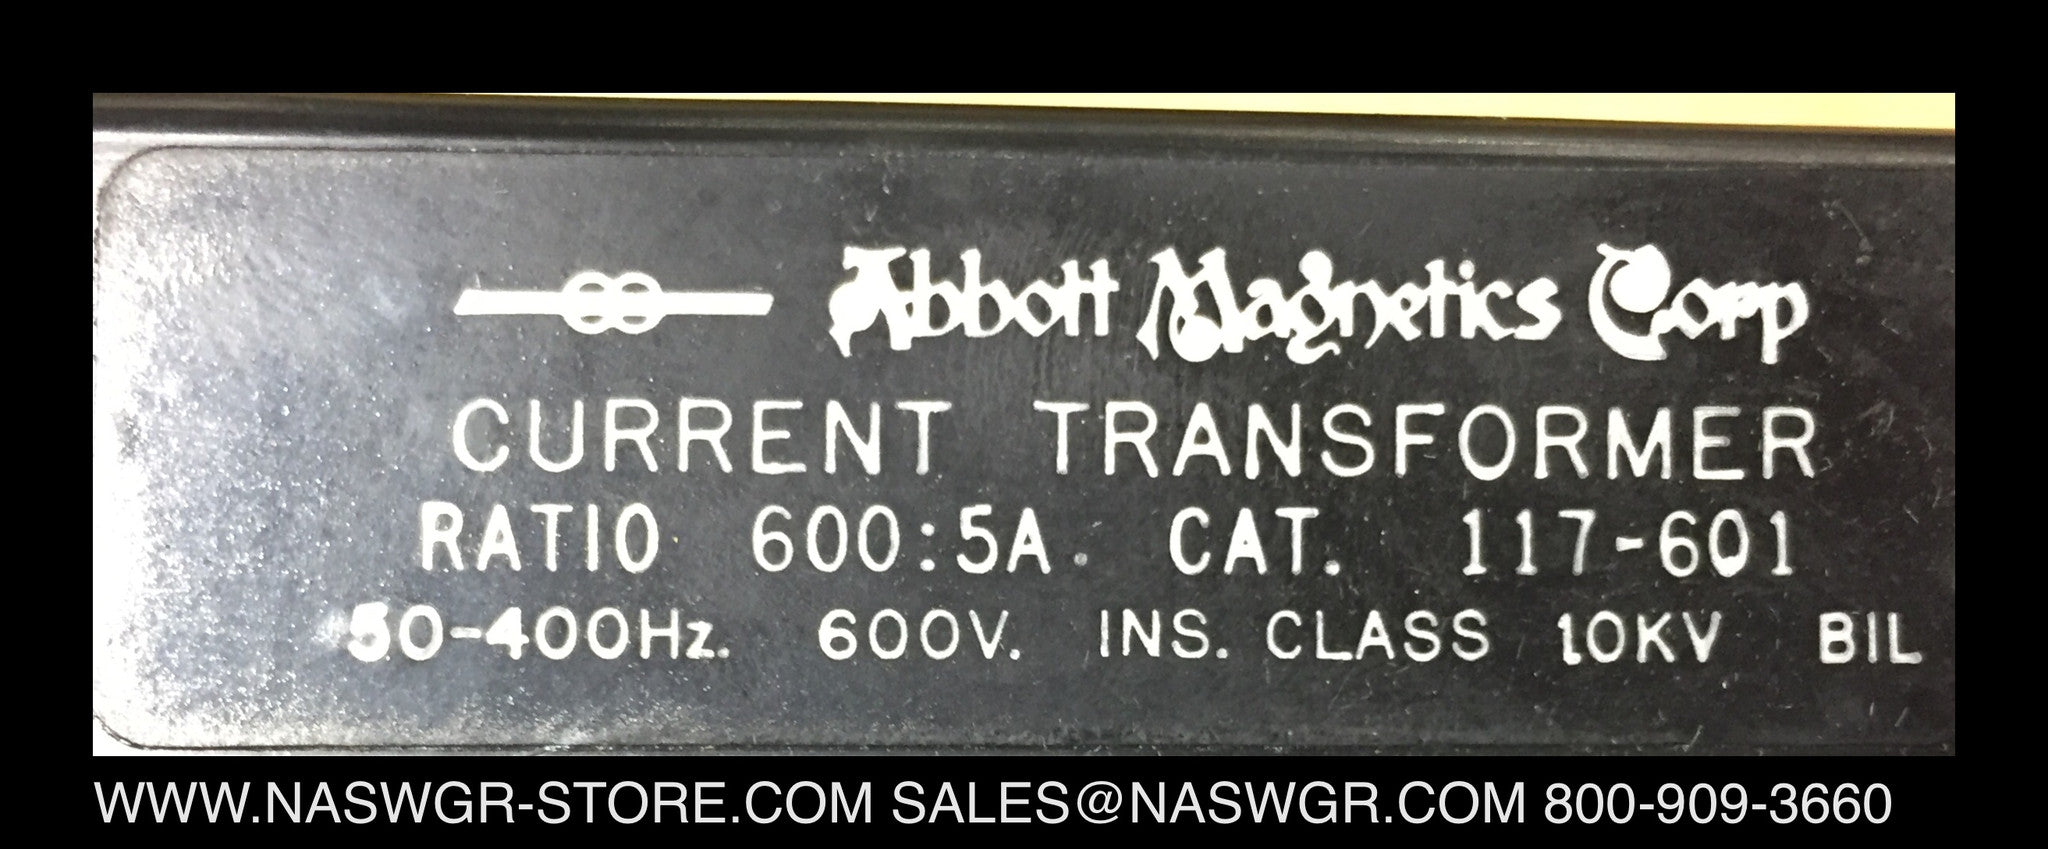 Abbott Magnetics Corp
CURRENT TRANSFORMER
RATIO 600:5A. CAT. 117-601
50-400Hz. 600V. INS. CLASS 10KV BIL
WWW.NASWGR-STORE.COM SALES@NASWGR.COM 800-909-3660